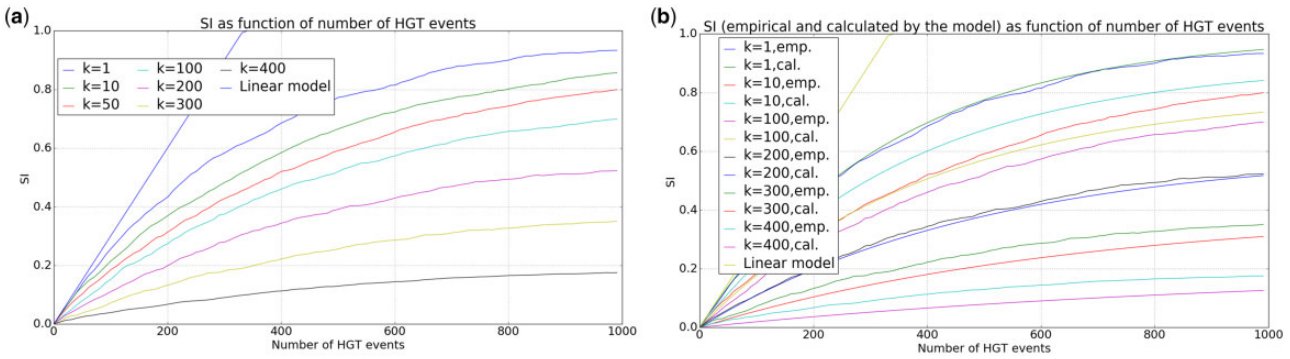 (a)
SI as function of number of HGT events
1.0
0.8
0.6
0.4
0.2
0.0
SI
k=1
k=10
k=50
k=100
k=200
k=300
k=400
Linear model
0
200
400
600
800
1000
Number of HGT events
(b)
SI (empirical and calculated by the model) as function of number of HGT events
1.0
0.8
0.6
0.4
0.2
0.0
SI
k=1,emp.
k=1,cal.
k=10,emp.
k=10,cal.
k=100,emp.
k=100,cal.
k=200,emp.
k=200,cal.
k=300,emp.
k=300,cal.
k=400,emp.
k=400,cal.
Linear model
0
200
400
600
800
1000
Number of HGT events